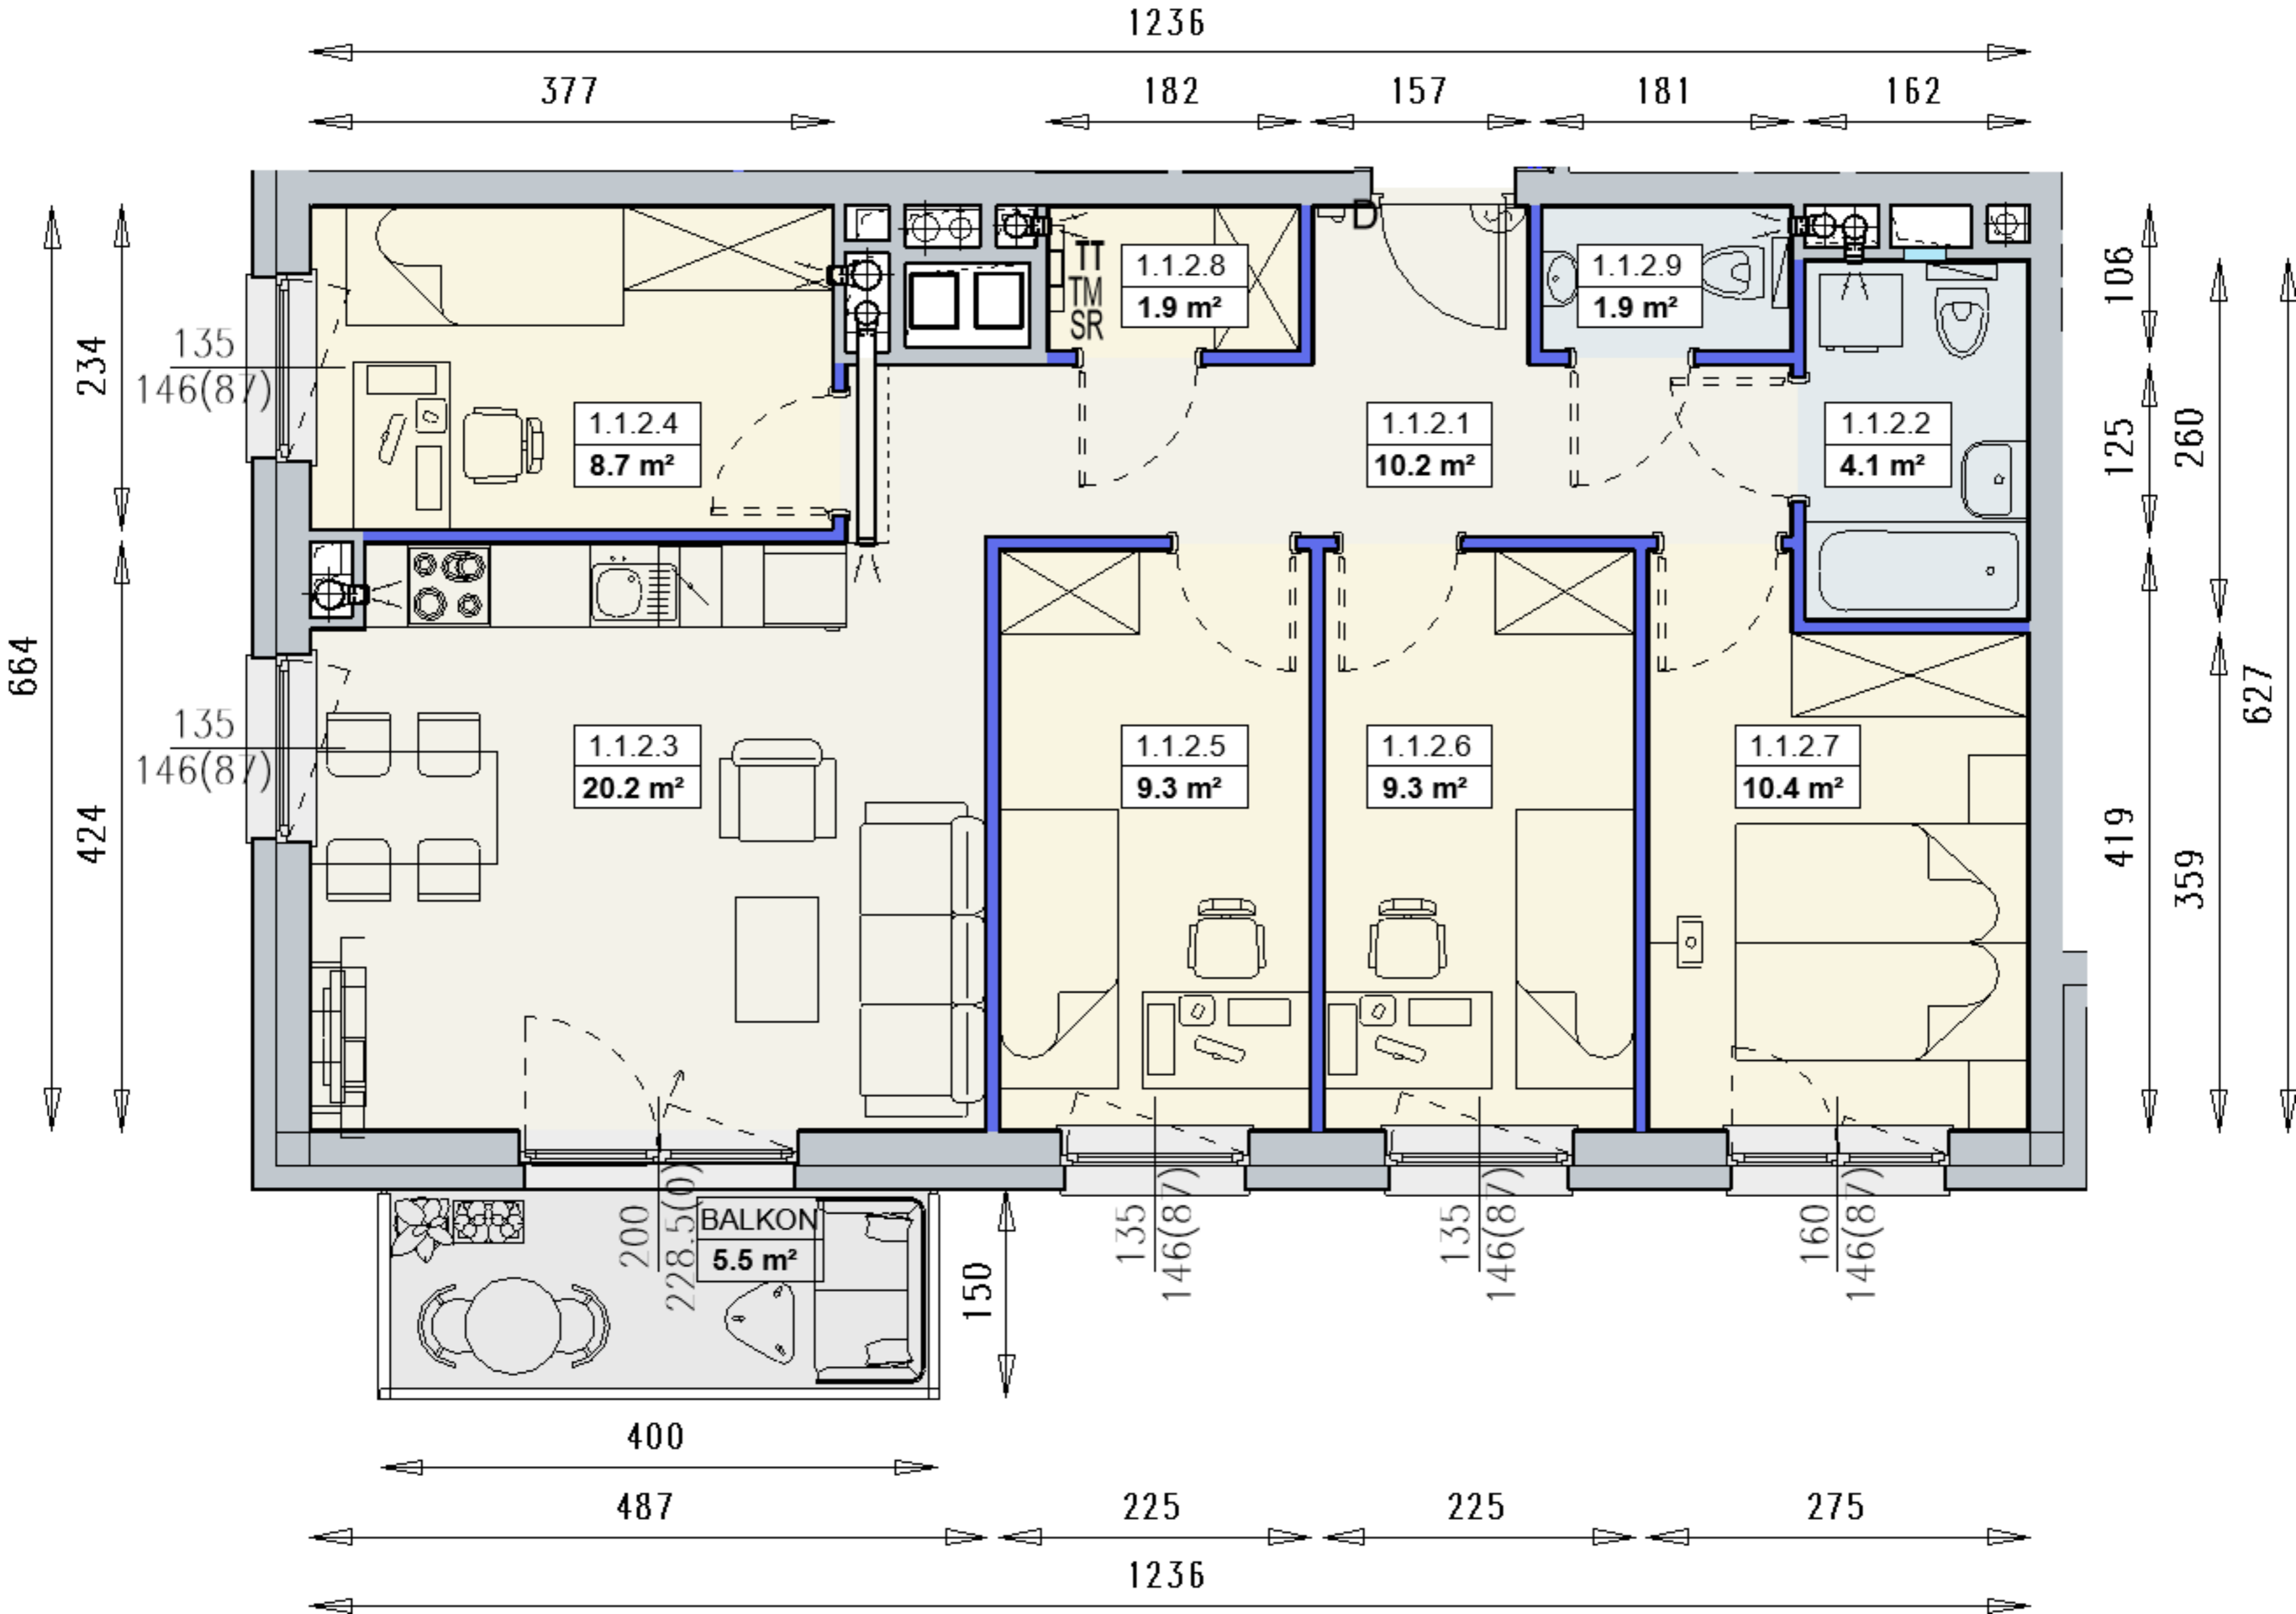 1236
377
182
157
181
162
D
TT
TM
SR
1.1.2.8
1.9 m²
1.1.2.9
1.9 m²
106
234
135
146(87)
1.1.2.4
8.7 m²
1.1.2.1
10.2 m²
1.1.2.2
4.1 m²
125
260
664
627
135
146(87)
1.1.2.3
20.2 m²
1.1.2.5
9.3 m²
1.1.2.6
9.3 m²
1.1.2.7
10.4 m²
424
419
359
200
228.5(0)
BALKON
5.5 m²
150
135
146(87)
135
146(87)
160
146(87)
400
487
225
225
275
1236